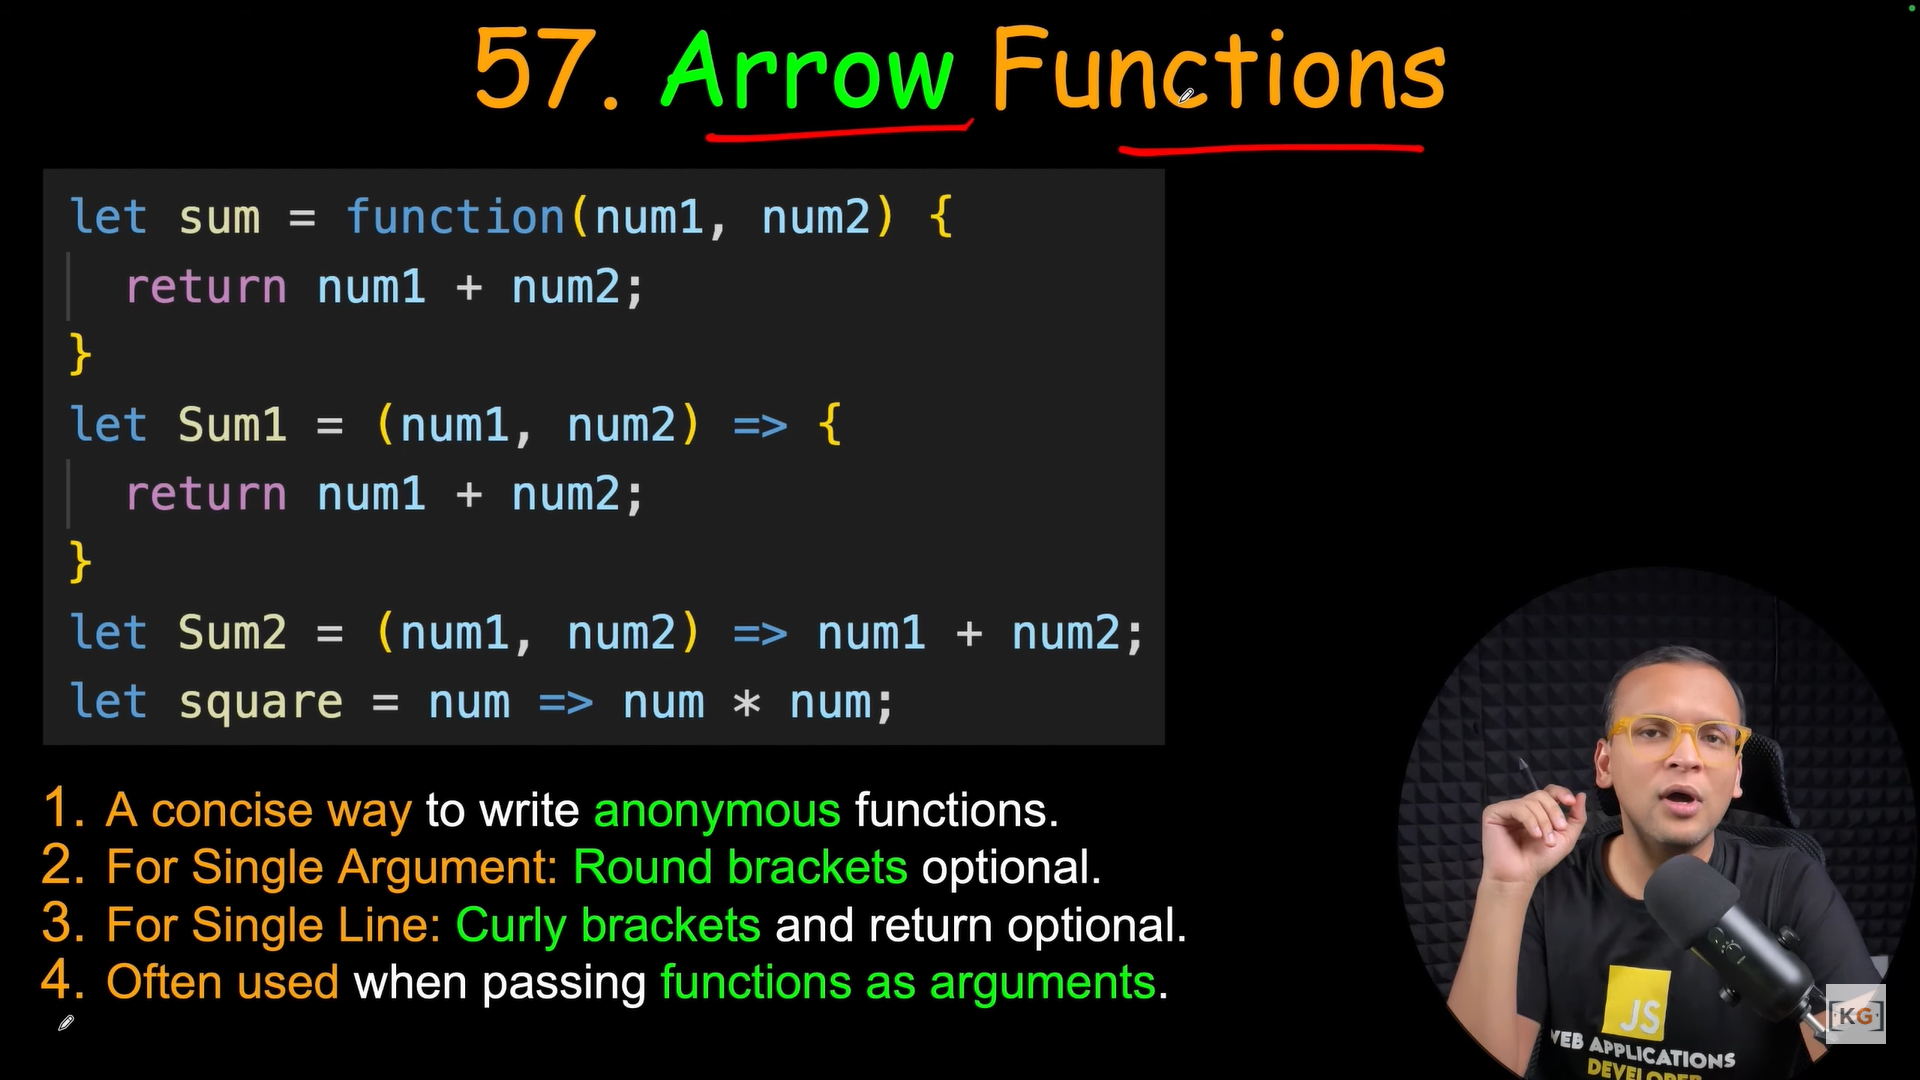 57. Arrow Functions
let sum = function(num1, num2) {
return num1 + num2;
}
let Sum1 = (num1, num2) => {
return num1 + num2;
}
let Sum2 = (num1, num2) => num1 + num2;
let square = num => num * num;
1. A concise way to write anonymous functions.
2. For Single Argument: Round brackets optional.
3. For Single Line: Curly brackets and return optional.
4. Often used when passing functions as arguments.
JS
WEB APPLICATIONS
DEVELOPER
KG